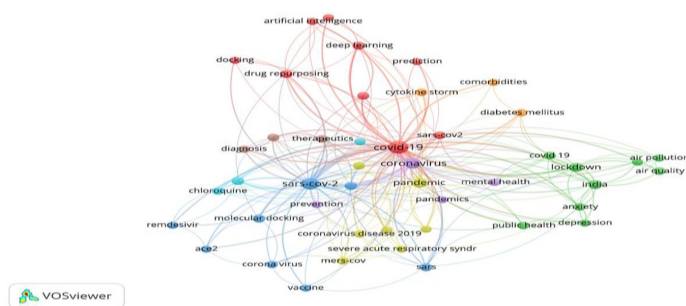 artificial intelligence
deep learning
docking
prediction
drug repurposing
comorbidities
cytokine storm
diabetes mellitus
sars-cov2
therapeutics
covid-19
diagnosis
covid 19
coronavirus
air pollution
lockdown
air quality
sars-cov-2
pandemic
mental health
india
chloroquine
prevention
pandemics
anxiety
molecular docking
remdesivir
public health
depression
coronavirus disease 2019
ace2
severe acute respiratory syndr
mers-cov
corona virus
sars
vaccine
VOSviewer